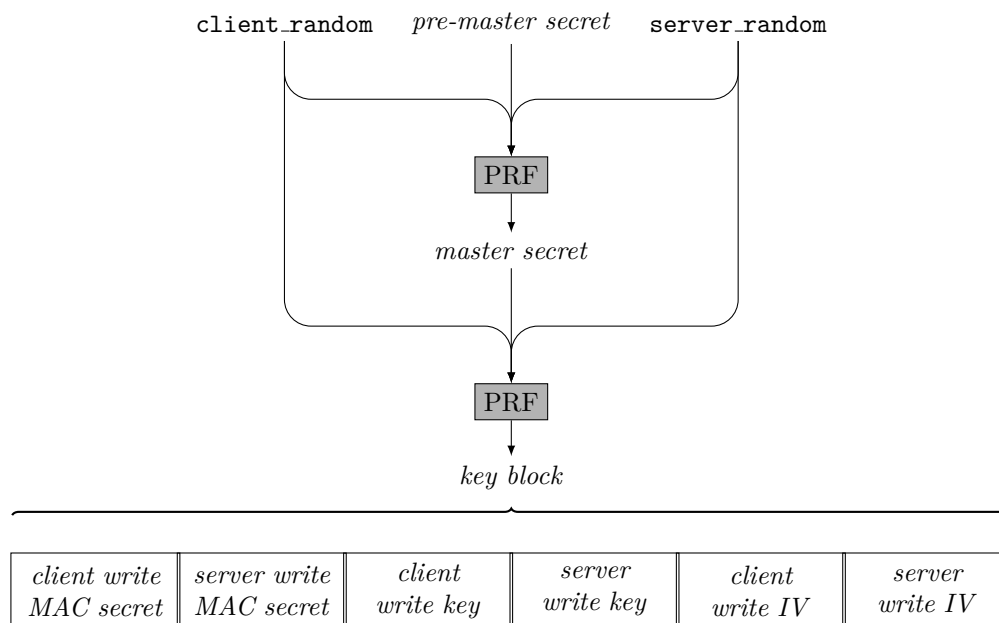 client_random pre-master secret server_random
PRF
master secret
PRF
key block
client write MAC secret
server write MAC secret
client write key
server write key
client write IV
server write IV